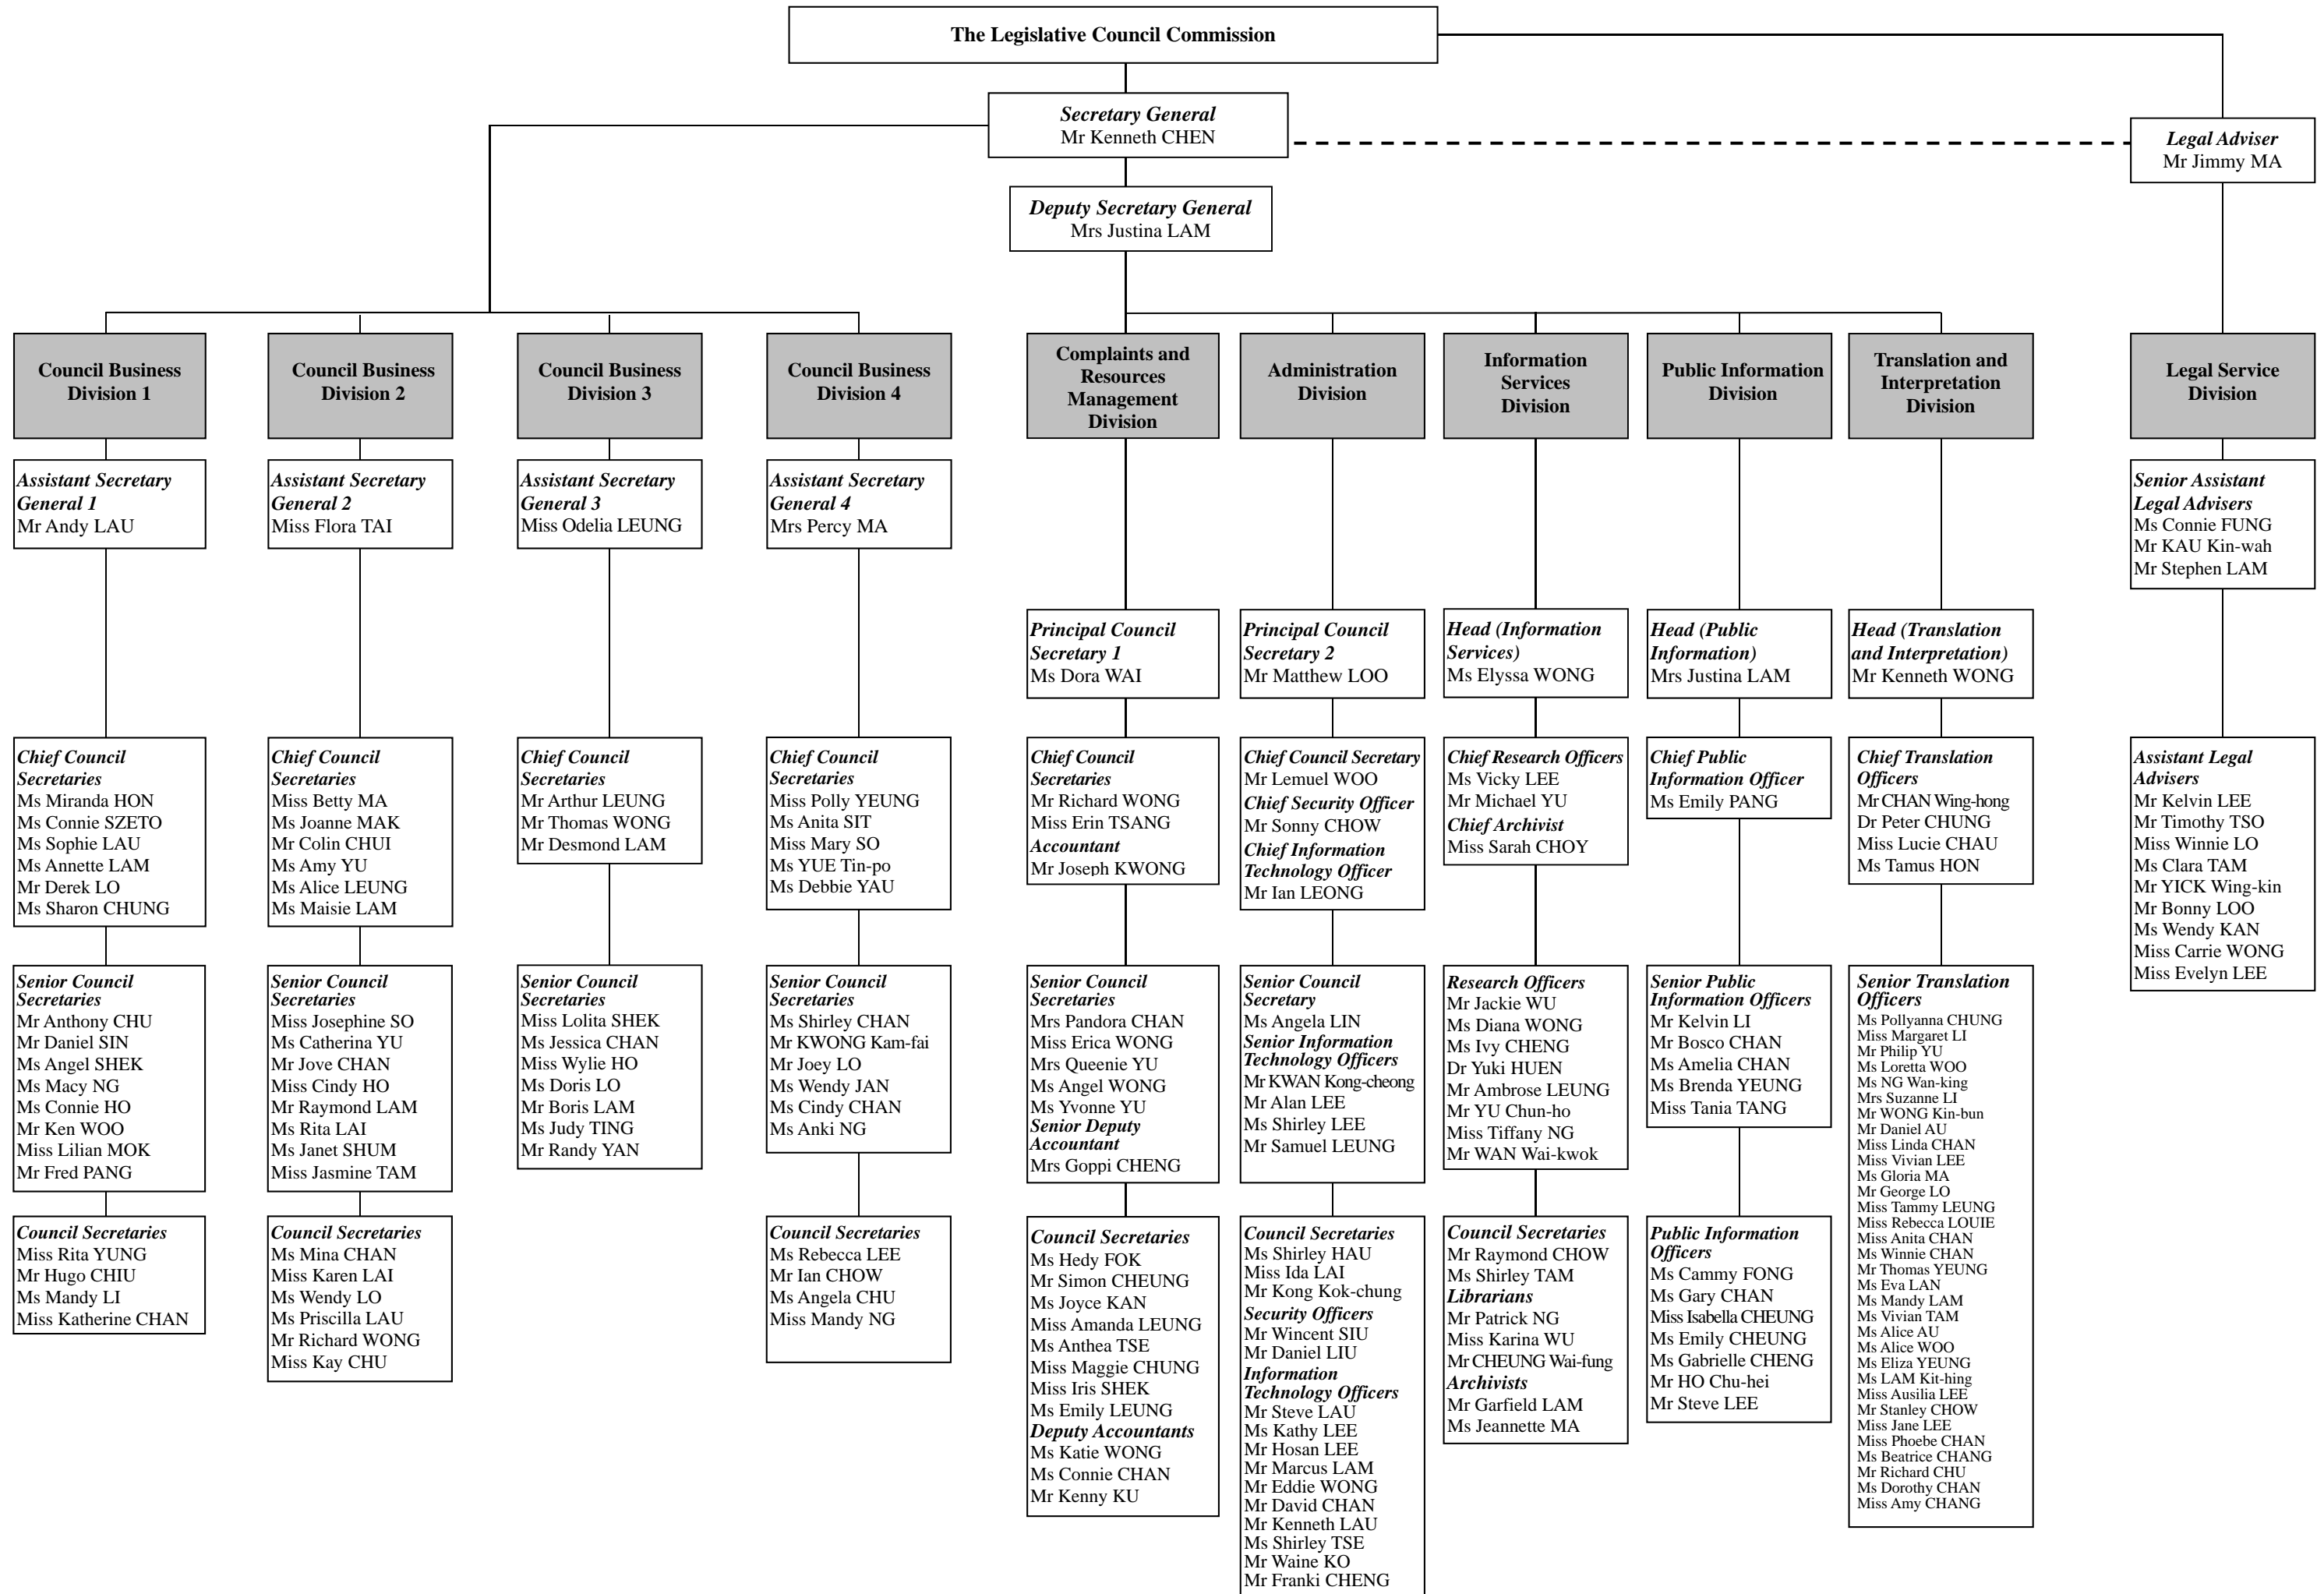 The Legislative Council Commission
Secretary General
Mr Kenneth CHEN
Legal Adviser
Mr Jimmy MA
Deputy Secretary General
Mrs Justina LAM
Council Business
Division 1
Council Business
Division 2
Council Business
Division 3
Council Business
Division 4
Complaints and
Resources
Management
Division
Administration
Division
Information
Services
Division
Public Information
Division
Translation and
Interpretation
Division
Legal Service
Division
Assistant Secretary
General 1
Mr Andy LAU
Assistant Secretary
General 2
Miss Flora TAI
Assistant Secretary
General 3
Miss Odelia LEUNG
Assistant Secretary
General 4
Mrs Percy MA
Senior Assistant
Legal Advisers
Ms Connie FUNG
Mr KAU Kin-wah
Mr Stephen LAM
Principal Council
Secretary 1
Ms Dora WAI
Principal Council
Secretary 2
Mr Matthew LOO
Head (Information
Services)
Ms Elyssa WONG
Head (Public
Information)
Mrs Justina LAM
Head (Translation
and Interpretation)
Mr Kenneth WONG
Chief Council
Secretaries
Ms Miranda HON
Ms Connie SZETO
Ms Sophie LAU
Ms Annette LAM
Mr Derek LO
Ms Sharon CHUNG
Chief Council
Secretaries
Miss Betty MA
Ms Joanne MAK
Mr Colin CHUI
Ms Amy YU
Ms Alice LEUNG
Ms Maisie LAM
Chief Council
Secretaries
Mr Arthur LEUNG
Mr Thomas WONG
Mr Desmond LAM
Chief Council
Secretaries
Miss Polly YEUNG
Ms Anita SIT
Miss Mary SO
Ms YUE Tin-po
Ms Debbie YAU
Chief Council
Secretaries
Mr Richard WONG
Miss Erin TSANG
Accountant
Mr Joseph KWONG
Chief Council Secretary
Mr Lemuel WOO
Chief Security Officer
Mr Sonny CHOW
Chief Information
Technology Officer
Mr Ian LEONG
Chief Research Officers
Ms Vicky LEE
Mr Michael YU
Chief Archivist
Miss Sarah CHOY
Chief Public
Information Officer
Ms Emily PANG
Chief Translation
Officers
Mr CHAN Wing-hong
Dr Peter CHUNG
Miss Lucie CHAU
Ms Tamus HON
Assistant Legal
Advisers
Mr Kelvin LEE
Mr Timothy TSO
Miss Winnie LO
Ms Clara TAM
Mr YICK Wing-kin
Mr Bonny LOO
Ms Wendy KAN
Miss Carrie WONG
Miss Evelyn LEE
Senior Council
Secretaries
Mr Anthony CHU
Mr Daniel SIN
Ms Angel SHEK
Ms Macy NG
Ms Connie HO
Mr Ken WOO
Miss Lilian MOK
Mr Fred PANG
Senior Council
Secretaries
Miss Josephine SO
Ms Catherina YU
Mr Jove CHAN
Miss Cindy HO
Mr Raymond LAM
Ms Rita LAI
Ms Janet SHUM
Miss Jasmine TAM
Senior Council
Secretaries
Miss Lolita SHEK
Ms Jessica CHAN
Miss Wylie HO
Ms Doris LO
Mr Boris LAM
Ms Judy TING
Mr Randy YAN
Senior Council
Secretaries
Ms Shirley CHAN
Mr KWONG Kam-fai
Mr Joey LO
Ms Wendy JAN
Ms Cindy CHAN
Ms Anki NG
Senior Council
Secretaries
Mrs Pandora CHAN
Miss Erica WONG
Mrs Queenie YU
Ms Angel WONG
Ms Yvonne YU
Senior Deputy
Accountant
Mrs Goppi CHENG
Senior Council
Secretary
Ms Angela LIN
Senior Information
Technology Officers
Mr KWAN Kong-cheong
Mr Alan LEE
Ms Shirley LEE
Mr Samuel LEUNG
Research Officers
Mr Jackie WU
Ms Diana WONG
Ms Ivy CHENG
Dr Yuki HUEN
Mr Ambrose LEUNG
Mr YU Chun-ho
Miss Tiffany NG
Mr WAN Wai-kwok
Senior Public
Information Officers
Mr Kelvin LI
Mr Bosco CHAN
Ms Amelia CHAN
Ms Brenda YEUNG
Miss Tania TANG
Senior Translation
Officers
Ms Pollyanna CHUNG
Miss Margaret LI
Mr Philip YU
Ms Loretta WOO
Ms NG Wan-king
Mrs Suzanne LI
Mr WONG Kin-bun
Mr Daniel AU
Miss Linda CHAN
Miss Vivian LEE
Ms Gloria MA
Mr George LO
Miss Tammy LEUNG
Miss Rebecca LOUIE
Miss Anita CHAN
Ms Winnie CHAN
Mr Thomas YEUNG
Ms Eva LAN
Ms Mandy LAM
Ms Vivian TAM
Ms Alice AU
Ms Alice WOO
Ms Eliza YEUNG
Ms LAM Kit-hing
Miss Ausilia LEE
Mr Stanley CHOW
Miss Jane LEE
Miss Phoebe CHAN
Ms Beatrice CHANG
Mr Richard CHU
Ms Dorothy CHAN
Miss Amy CHANG
Council Secretaries
Miss Rita YUNG
Mr Hugo CHIU
Ms Mandy LI
Miss Katherine CHAN
Council Secretaries
Ms Mina CHAN
Miss Karen LAI
Ms Wendy LO
Ms Priscilla LAU
Mr Richard WONG
Miss Kay CHU
Council Secretaries
Ms Rebecca LEE
Mr Ian CHOW
Ms Angela CHU
Miss Mandy NG
Council Secretaries
Ms Hedy FOK
Mr Simon CHEUNG
Ms Joyce KAN
Miss Amanda LEUNG
Ms Anthea TSE
Miss Maggie CHUNG
Miss Iris SHEK
Ms Emily LEUNG
Deputy Accountants
Ms Katie WONG
Ms Connie CHAN
Mr Kenny KU
Council Secretaries
Ms Shirley HAU
Miss Ida LAI
Mr Kong Kok-chung
Security Officers
Mr Wincent SIU
Mr Daniel LIU
Information
Technology Officers
Mr Steve LAU
Ms Kathy LEE
Mr Hosan LEE
Mr Marcus LAM
Mr Eddie WONG
Mr David CHAN
Mr Kenneth LAU
Ms Shirley TSE
Mr Waine KO
Mr Franki CHENG
Council Secretaries
Mr Raymond CHOW
Ms Shirley TAM
Librarians
Mr Patrick NG
Miss Karina WU
Mr CHEUNG Wai-fung
Archivists
Mr Garfield LAM
Ms Jeannette MA
Public Information
Officers
Ms Cammy FONG
Ms Gary CHAN
Miss Isabella CHEUNG
Ms Emily CHEUNG
Ms Gabrielle CHENG
Mr HO Chu-hei
Mr Steve LEE